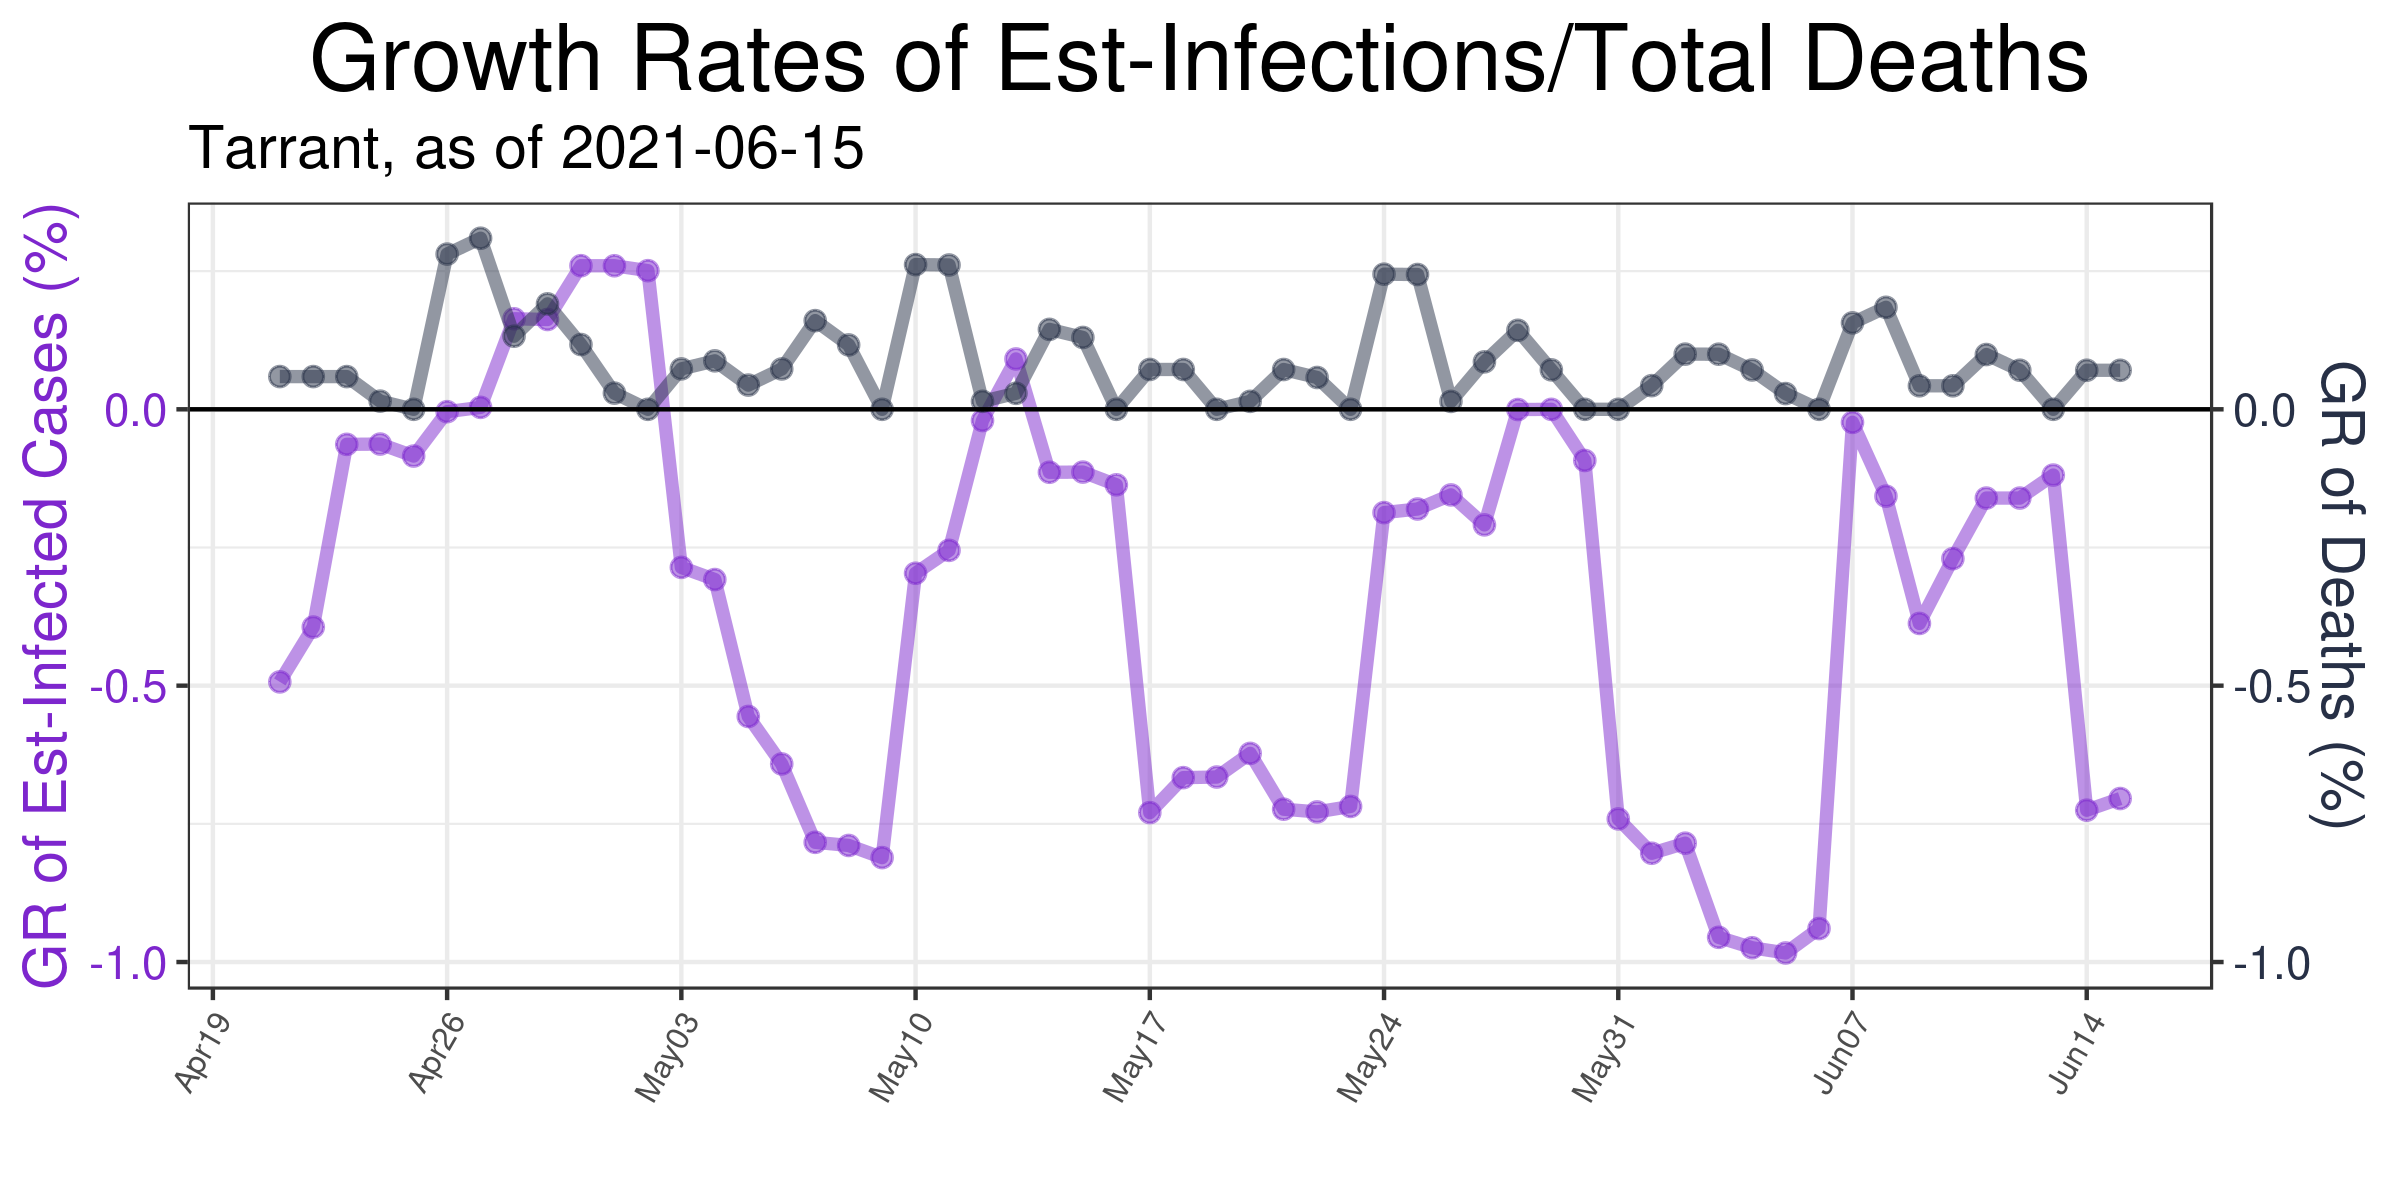 Growth Rates of Est-Infections/Total Deaths
Tarrant, as of 2021-06-15
GR of Est-Infected Cases (%)
0.0
-0.5
-1.0
0.0
-0.5
-1.0
GR of Deaths (%)
Apr19
Apr26
May03
May10
May17
May24
May31
Jun07
Jun14